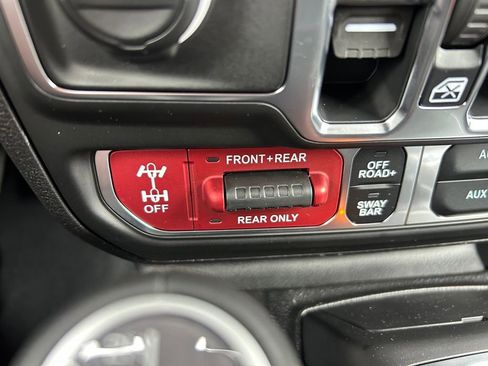 FRONT+REAR
OFF
REAR ONLY
OFF
ROAD+
SWAY
BAR
AUX